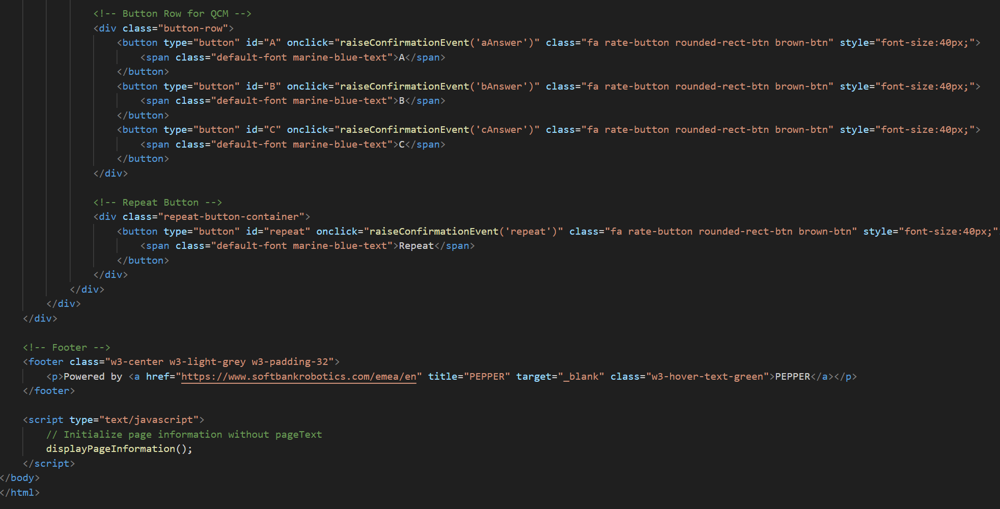 <!-- Button Row for QCM -->
<div class="button-row">
<button type="button" id="A" onclick="raiseConfirmationEvent('aAnswer')" class="fa rate-button rounded-rect-btn brown-btn" style="font-size:40px;">
<span class="default-font marine-blue-text">A</span>
</button>
<button type="button" id="B" onclick="raiseConfirmationEvent('bAnswer')" class="fa rate-button rounded-rect-btn brown-btn" style="font-size:40px;">
<span class="default-font marine-blue-text">B</span>
</button>
<button type="button" id="C" onclick="raiseConfirmationEvent('cAnswer')" class="fa rate-button rounded-rect-btn brown-btn" style="font-size:40px;">
<span class="default-font marine-blue-text">C</span>
</button>
</div>
<!-- Repeat Button -->
<div class="repeat-button-container">
<button type="button" id="repeat" onclick="raiseConfirmationEvent('repeat')" class="fa rate-button rounded-rect-btn brown-btn" style="font-size:40px;"
<span class="default-font marine-blue-text">Repeat</span>
</button>
</div>
</div>
</div>
</div>
<!-- Footer -->
<footer class="w3-center w3-light-grey w3-padding-32">
<p>Powered by <a href="https://www.softbankrobotics.com/emea/en" title="PEPPER" target="_blank" class="w3-hover-text-green">PEPPER</a></p>
</footer>
<script type="text/javascript">
// Initialize page information without pageText
displayPageInformation();
</script>
</body>
</html>